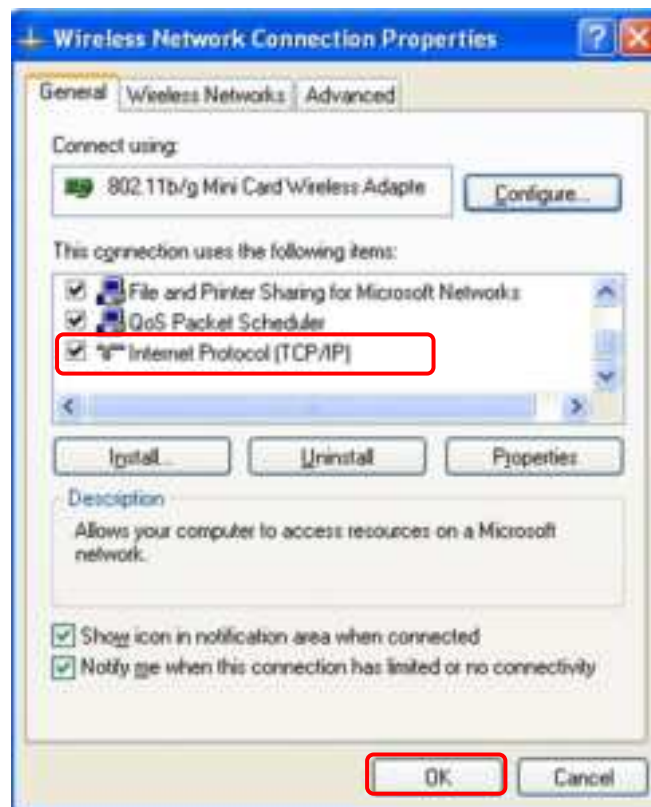 Wireless Network Connection Properties
General Wireless Networks Advanced
Connect using:
802.11b/g Mini Card Wireless Adapte Configure...
This connection uses the following items:
File and Printer Sharing for Microsoft Networks
QoS Packet Scheduler
Internet Protocol (TCP/IP)
Install... Uninstall Properties
Description
Allows your computer to access resources on a Microsoft
network.
Show icon in notification area when connected
Notify me when this connection has limited or no connectivity
OK Cancel